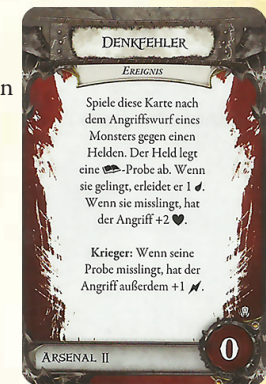 n
DENKFEHLER
EREIGNIS
Spiele diese Karte nach
dem Angriffswurf eines
Monsters gegen einen
Helden. Der Held legt
eine -Probe ab. Wenn
sie gelingt, erleidet er 1 .
Wenn sie misslingt, hat
der Angriff +2 .
Krieger: Wenn seine
Probe misslingt, hat der
Angriff außerdem +1 .
ARSENAL II
0